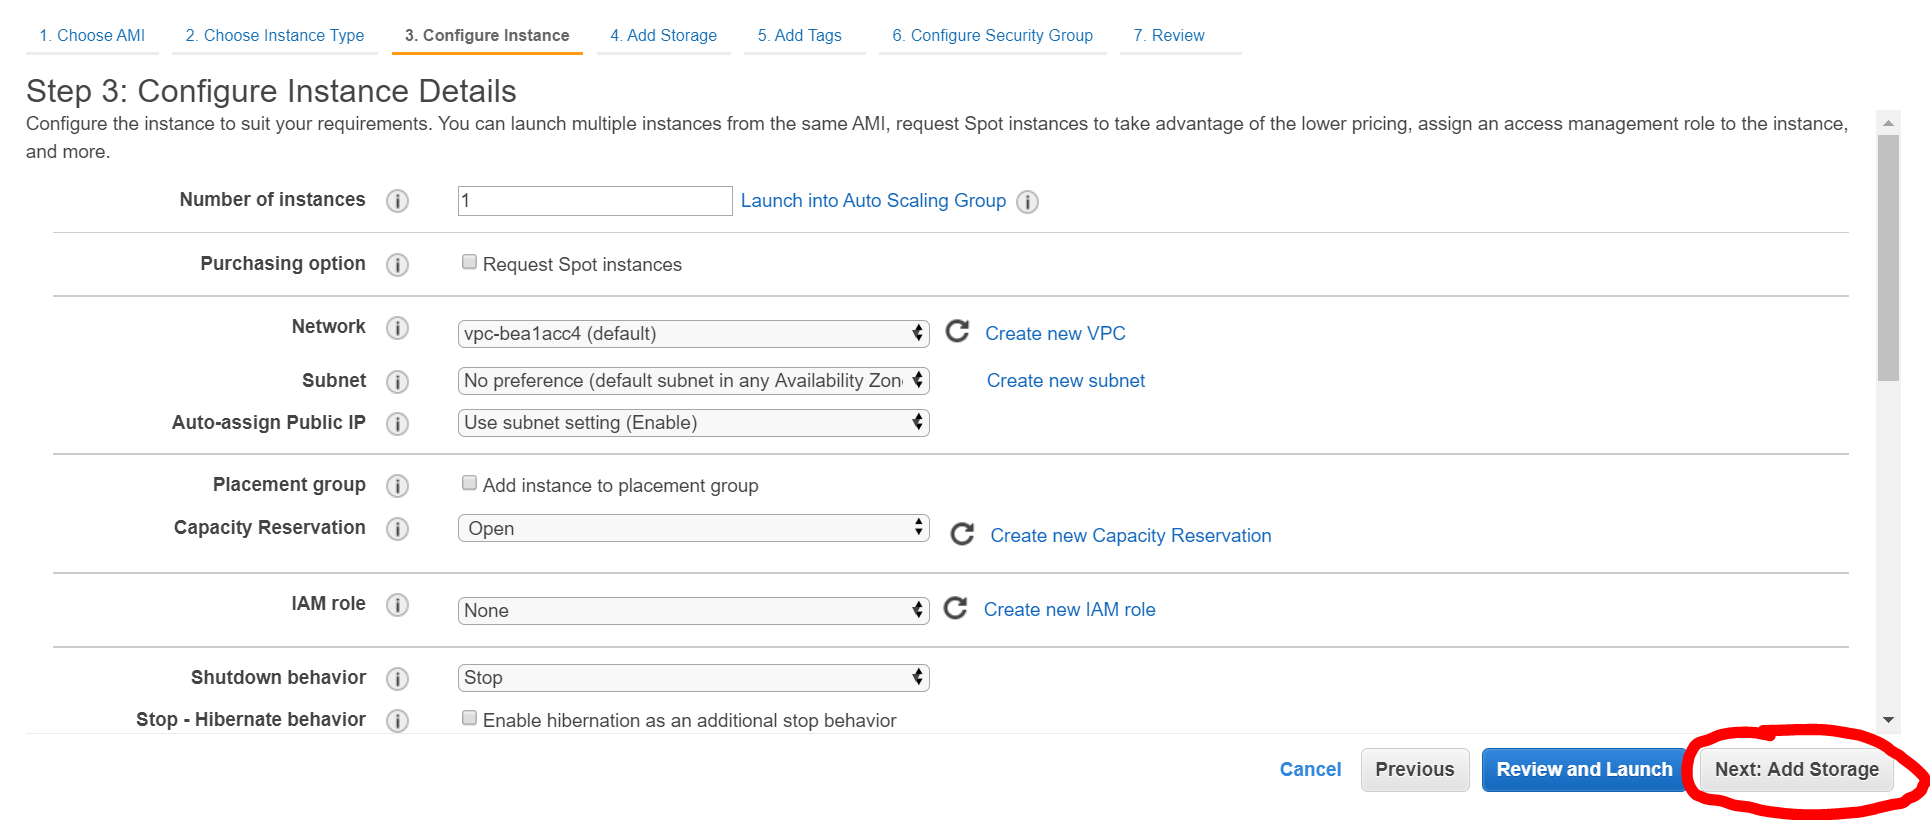 1. Choose AMI 2. Choose Instance Type 3. Configure Instance 4. Add Storage 5. Add Tags 6. Configure Security Group 7. Review
Step 3: Configure Instance Details
Configure the instance to suit your requirements. You can launch multiple instances from the same AMI, request Spot instances to take advantage of the lower pricing, assign an access management role to the instance,
and more.
Number of instances 1 Launch into Auto Scaling Group
Purchasing option Request Spot instances
Network vpc-bea1acc4 (default) Create new VPC
Subnet No preference (default subnet in any Availability Zon Create new subnet
Auto-assign Public IP Use subnet setting (Enable)
Placement group Add instance to placement group
Capacity Reservation Open Create new Capacity Reservation
IAM role None Create new IAM role
Shutdown behavior Stop
Stop - Hibernate behavior Enable hibernation as an additional stop behavior
Cancel Previous Review and Launch Next: Add Storage